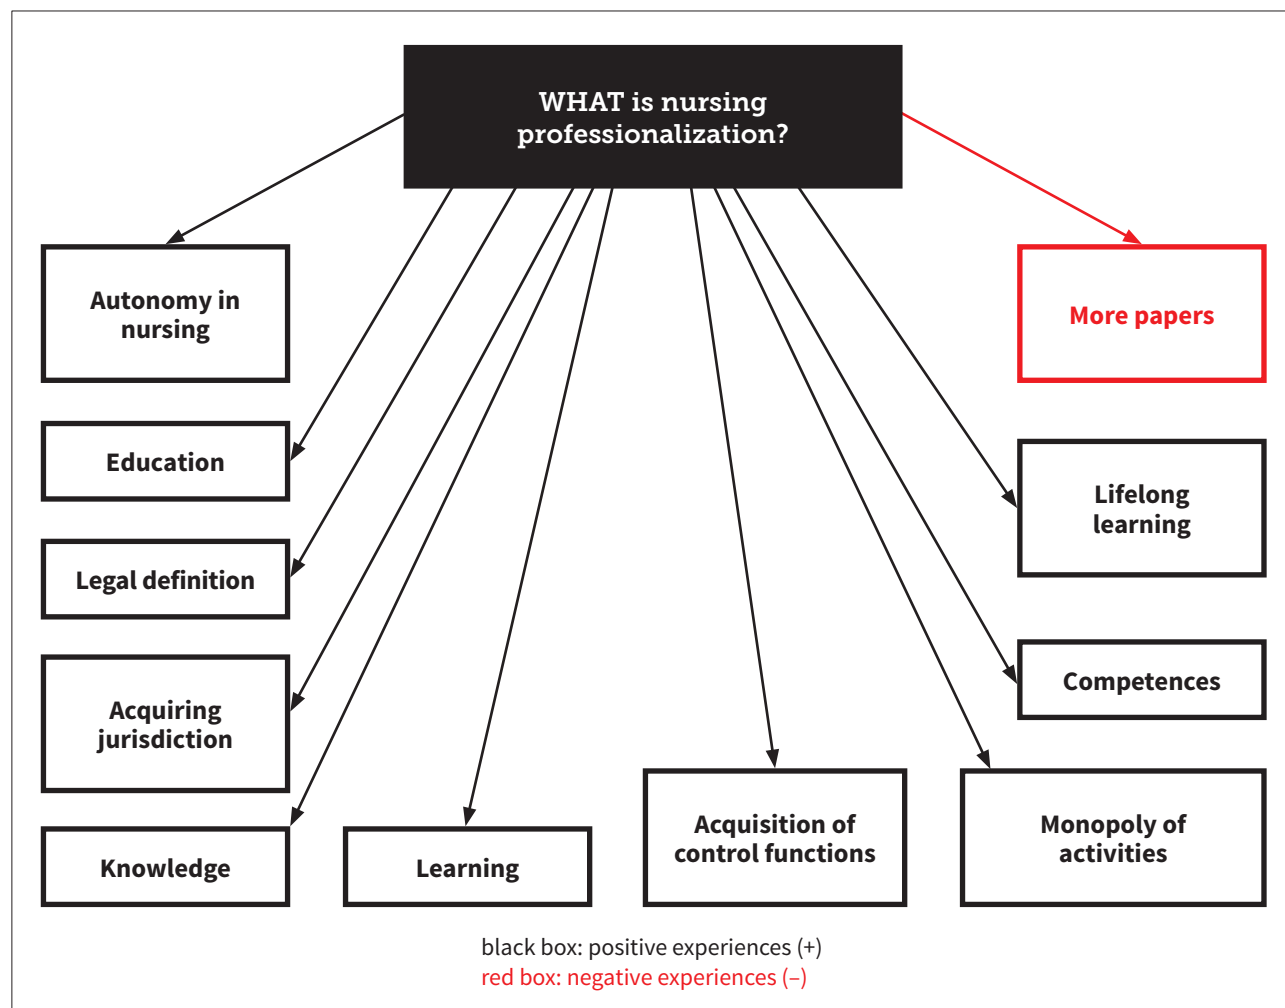 WHAT is nursing
professionalization?
Autonomy in
nursing
More papers
Education
Lifelong
learning
Legal definition
Acquiring
jurisdiction
Competences
Knowledge
Learning
Acquisition of
control functions
Monopoly of
activities
black box: positive experiences (+)
red box: negative experiences (–)